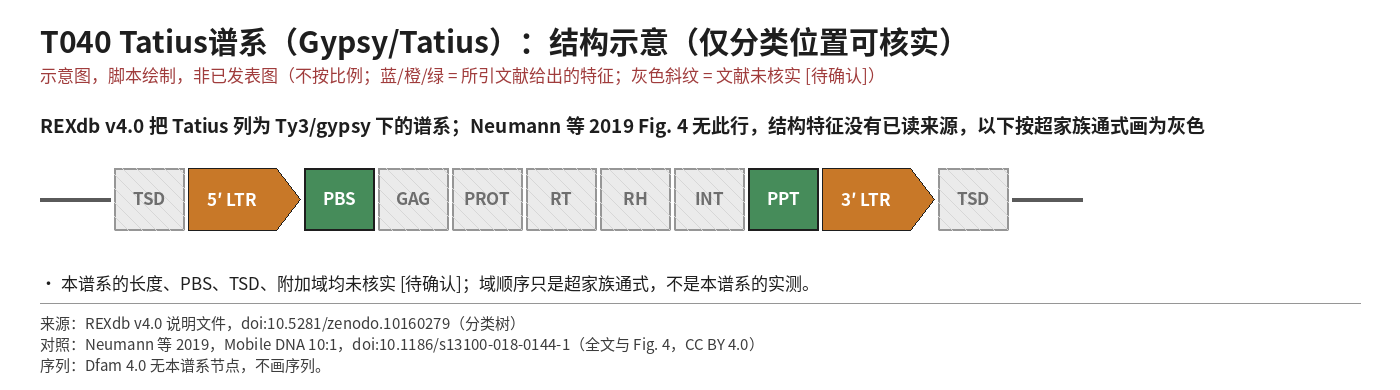 T040 Tatius谱系（Gypsy/Tatius）：结构示意（仅分类位置可核实）
示意图，脚本绘制，非已发表图（不按比例；蓝/橙/绿 = 所引文献给出的特征；灰色斜纹 = 文献未核实 [待确认]）
REXdb v4.0 把 Tatius 列为 Ty3/gypsy 下的谱系；Neumann 等 2019 Fig. 4 无此行，结构特征没有已读来源，以下按超家族通式画为灰色
TSD 5′ LTR PBS GAG PROT RT RH INT PPT 3′ LTR TSD
· 本谱系的长度、PBS、TSD、附加域均未核实 [待确认]；域顺序只是超家族通式，不是本谱系的实测。
来源：REXdb v4.0 说明文件，doi:10.5281/zenodo.10160279（分类树）
对照：Neumann 等 2019，Mobile DNA 10:1，doi:10.1186/s13100-018-0144-1（全文与 Fig. 4，CC BY 4.0）
序列：Dfam 4.0 无本谱系节点，不画序列。